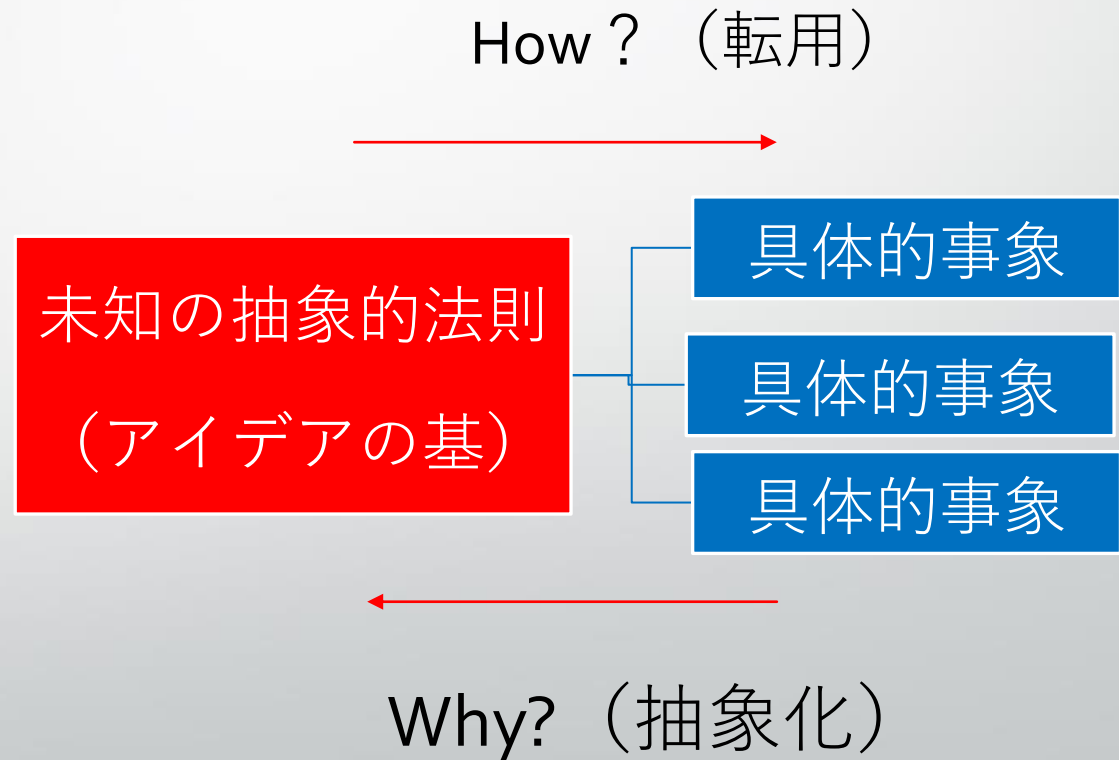 How？（転用）
未知の抽象的法則
（アイデアの基）
具体的事象
具体的事象
具体的事象
Why?（抽象化）